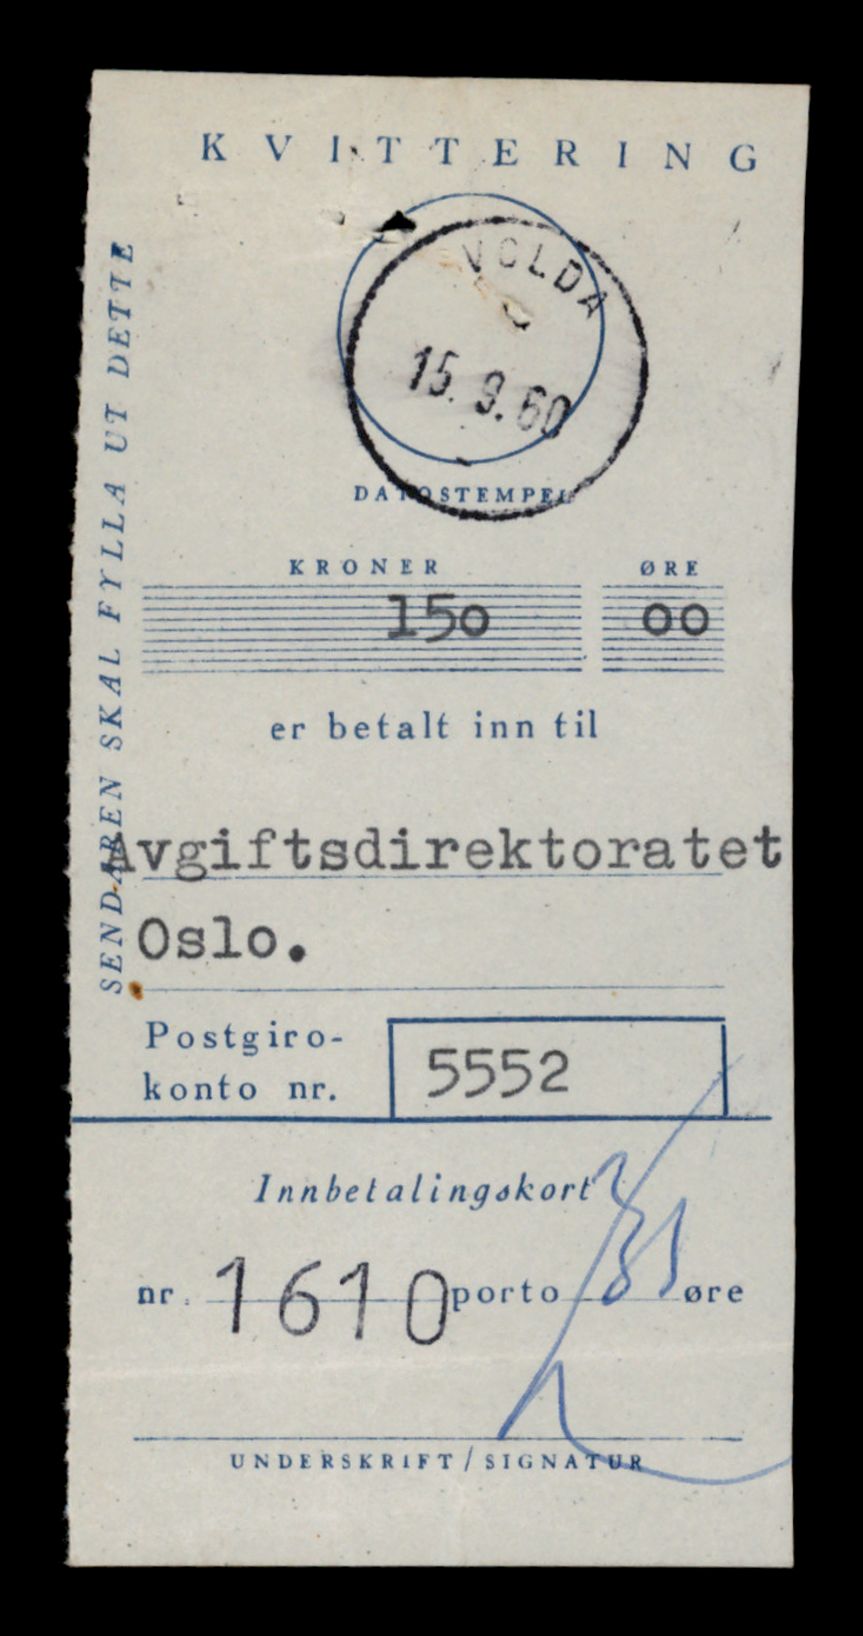 KVITTERING
SENDAREN SKAL FYLLA UT DETTE
VOLDA
15.9.60
DATOSTEMPEL
KRONER ØRE
150 00
er betalt inn til
Avgiftsdirektoratet
Oslo.
Postgiro-
konto nr. 5552
Innbetalingskort
nr. 1610 porto øre
UNDERSKRIFT/SIGNATUR